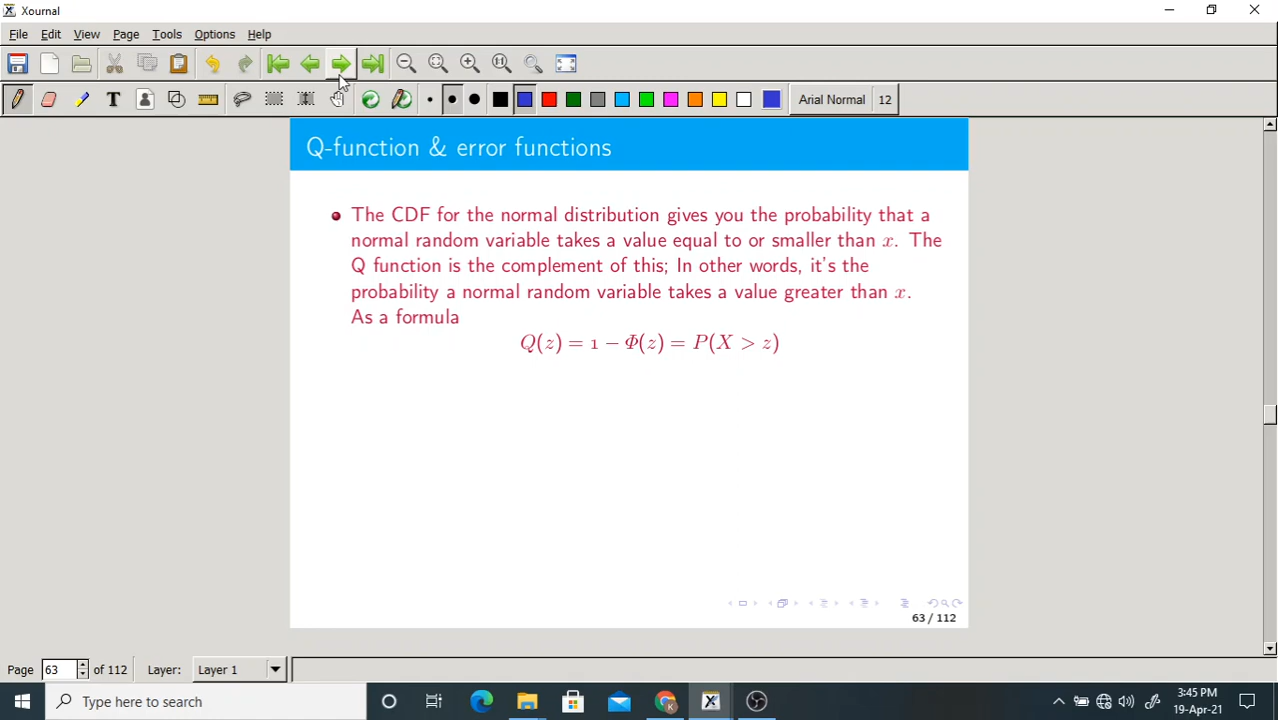 Xournal
File Edit View Page Tools Options Help
T Arial Normal 12
Q-function & error functions
The CDF for the normal distribution gives you the probability that a
normal random variable takes a value equal to or smaller than x. The
Q function is the complement of this; In other words, it's the
probability a normal random variable takes a value greater than x.
As a formula
Q(z) = 1 − Φ(z) = P(X > z)
63 / 112
Page 63 of 112 Layer: Layer 1
Type here to search
3:45 PM
19-Apr-21